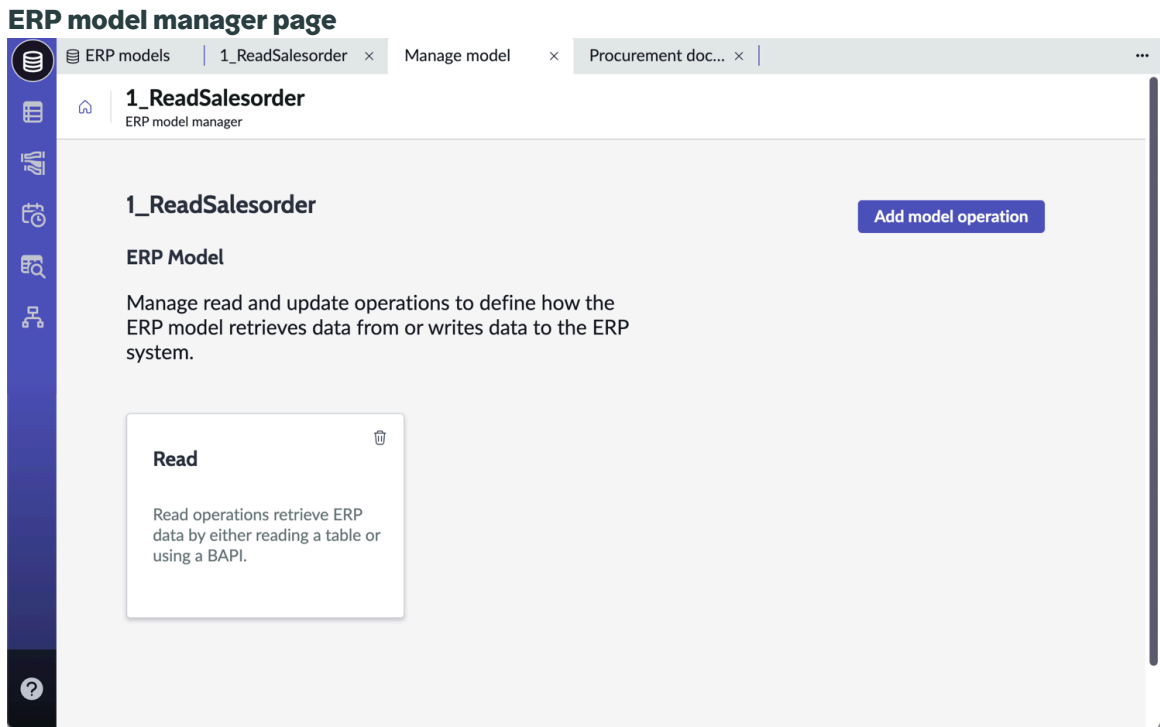 ERP model manager page
ERP models 1_ReadSalesorder × Manage model × Procurement doc... × ...
1_ReadSalesorder
ERP model manager
1_ReadSalesorder
Add model operation
ERP Model
Manage read and update operations to define how the
ERP model retrieves data from or writes data to the ERP
system.
Read
Read operations retrieve ERP
data by either reading a table or
using a BAPI.
?